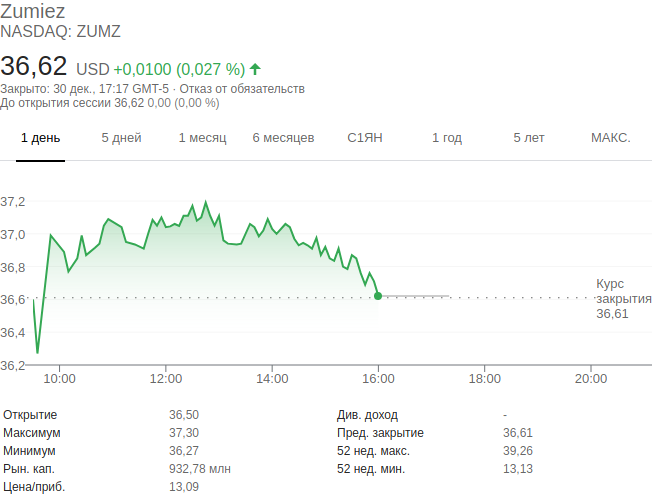 Zumiez
NASDAQ: ZUMZ
36,62 USD +0,0100 (0,027 %)
Закрыто: 30 дек., 17:17 GMT-5 · Отказ от обязательств
До открытия сессии 36,62 0,00 (0,00 %)
1 день 5 дней 1 месяц 6 месяцев С1ЯН 1 год 5 лет МАКС.
37,2
37,0
36,8
36,6
36,4
36,2
Курс
закрытия
36,61
10:00 12:00 14:00 16:00 18:00 20:00
Открытие 36,50 Див. доход -
Максимум 37,30 Пред. закрытие 36,61
Минимум 36,27 52 нед. макс. 39,26
Рын. кап. 932,78 млн 52 нед. мин. 13,13
Цена/приб. 13,09